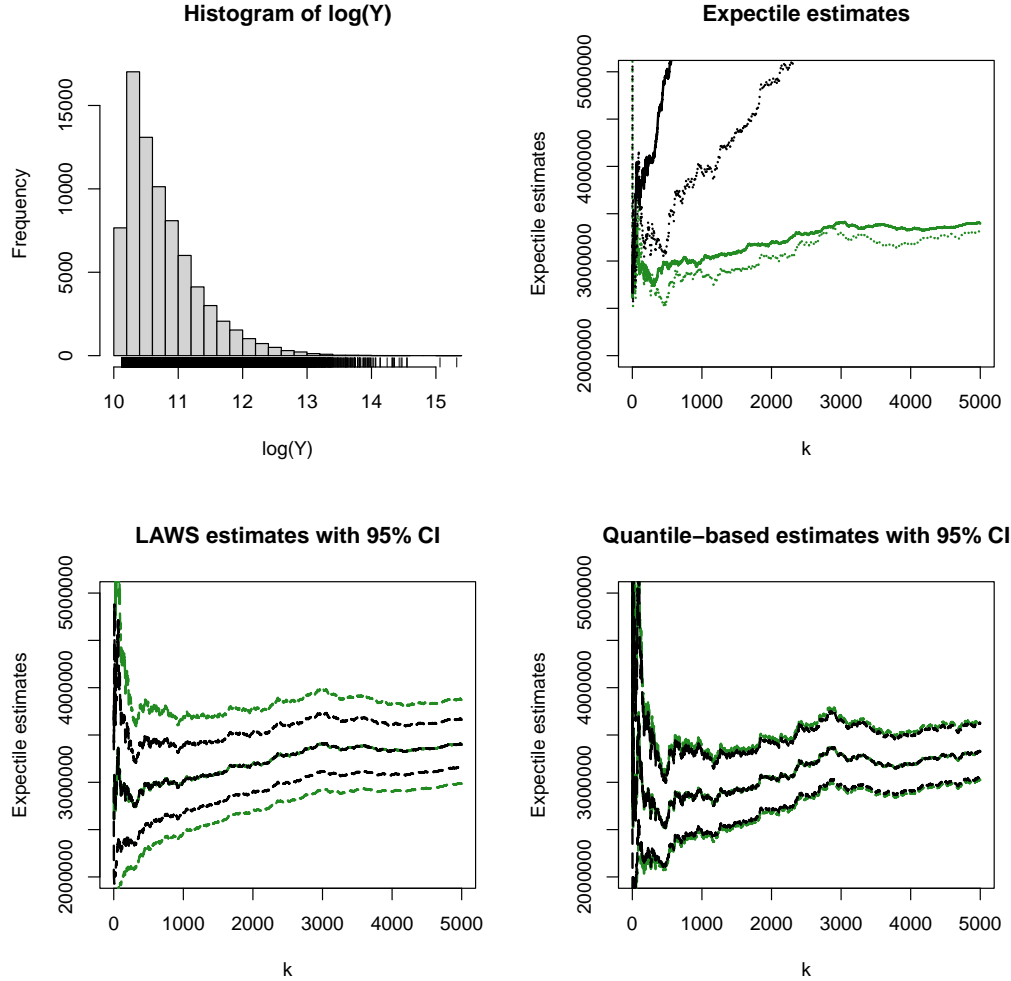 Histogram of log(Y)
Frequency
0 5000 10000 15000
10 11 12 13 14 15
log(Y)
Expectile estimates
Expectile estimates
2000000 3000000 4000000 5000000
0 1000 2000 3000 4000 5000
k
LAWS estimates with 95% CI
Expectile estimates
2000000 3000000 4000000 5000000
0 1000 2000 3000 4000 5000
k
Quantile−based estimates with 95% CI
Expectile estimates
2000000 3000000 4000000 5000000
0 1000 2000 3000 4000 5000
k